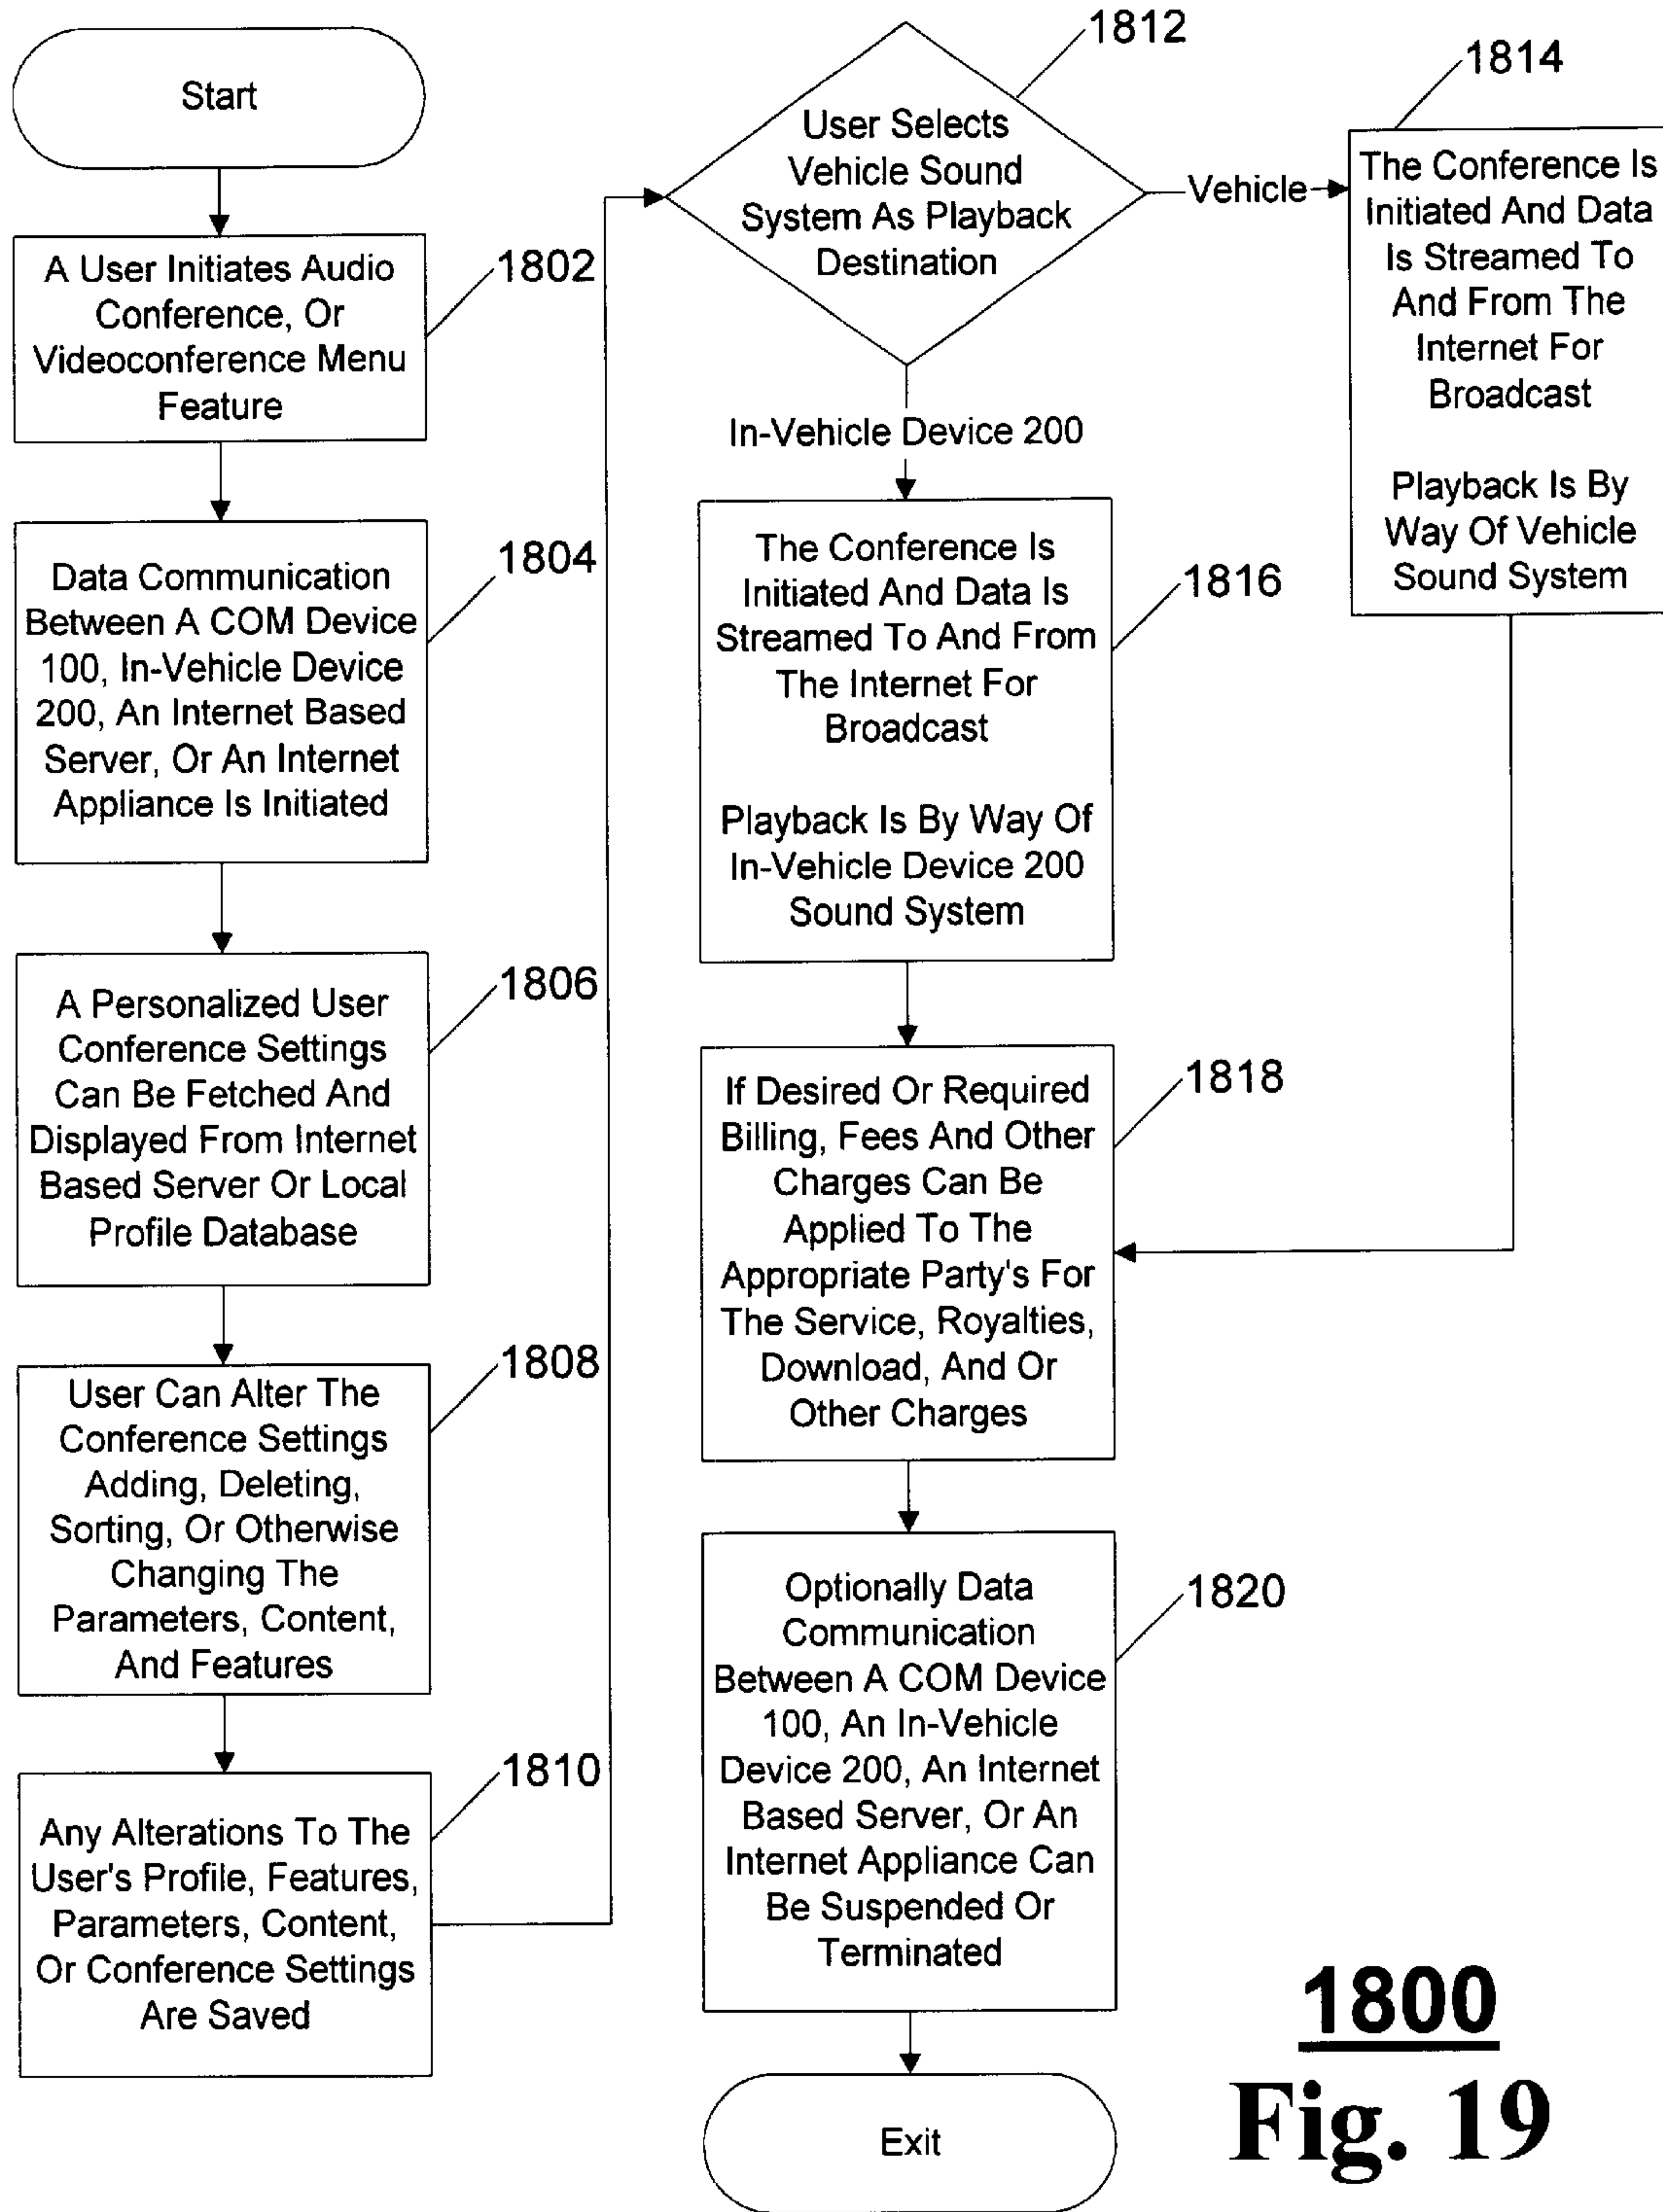 Start
A User Initiates Audio
Conference, Or
Videoconference Menu
Feature
1802
Data Communication
Between A COM Device
100, In-Vehicle Device
200, An Internet Based
Server, Or An Internet
Appliance Is Initiated
1804
A Personalized User
Conference Settings
Can Be Fetched And
Displayed From Internet
Based Server Or Local
Profile Database
1806
User Can Alter The
Conference Settings
Adding, Deleting,
Sorting, Or Otherwise
Changing The
Parameters, Content,
And Features
1808
Any Alterations To The
User's Profile, Features,
Parameters, Content,
Or Conference Settings
Are Saved
1810
User Selects
Vehicle Sound
System As Playback
Destination
1812
Vehicle
The Conference Is
Initiated And Data
Is Streamed To
And From The
Internet For
Broadcast
Playback Is By
Way Of Vehicle
Sound System
1814
In-Vehicle Device 200
The Conference Is
Initiated And Data Is
Streamed To And From
The Internet For
Broadcast
Playback Is By Way Of
In-Vehicle Device 200
Sound System
1816
If Desired Or Required
Billing, Fees And Other
Charges Can Be
Applied To The
Appropriate Party's For
The Service, Royalties,
Download, And Or
Other Charges
1818
Optionally Data
Communication
Between A COM Device
100, An In-Vehicle
Device 200, An Internet
Based Server, Or An
Internet Appliance Can
Be Suspended Or
Terminated
1820
Exit
1800
Fig. 19